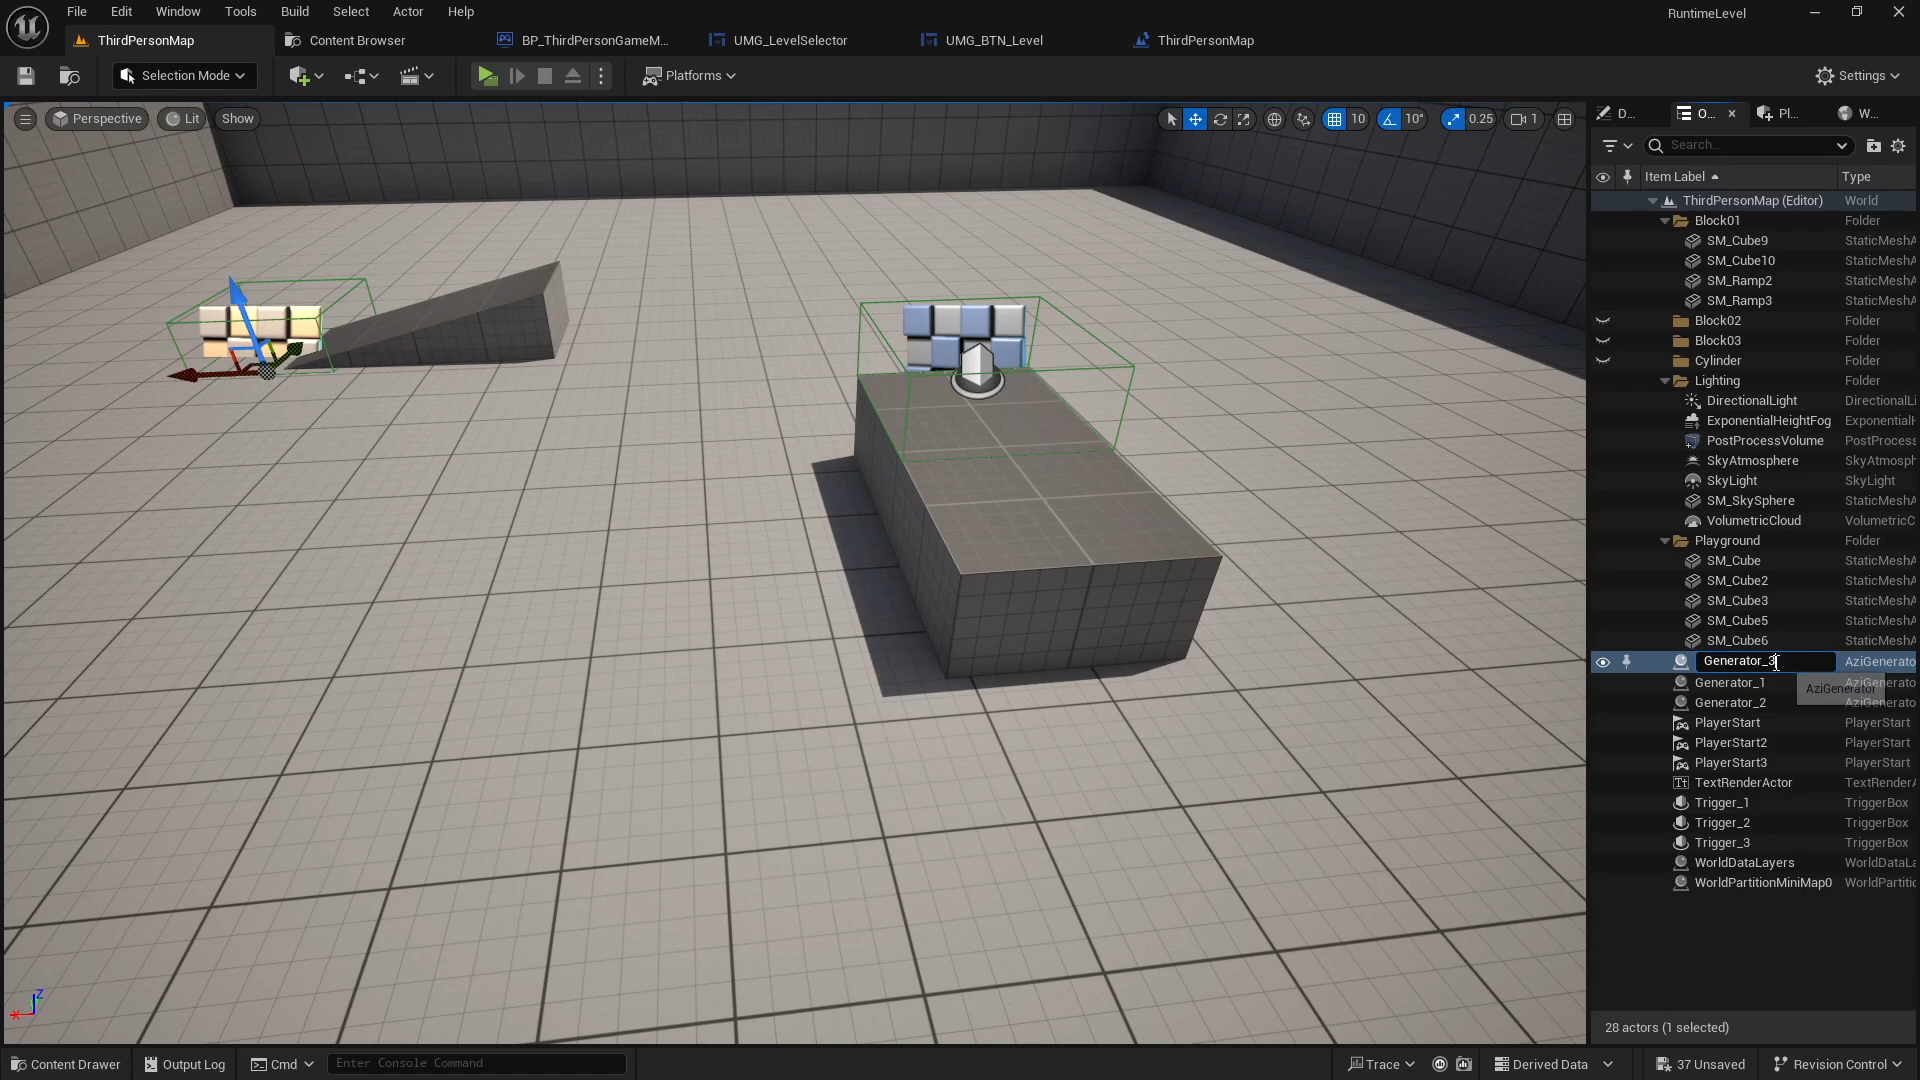 File Edit Window Tools Build Select Actor Help
RuntimeLevel
ThirdPersonMap
Content Browser
BP_ThirdPersonGameM...
UMG_LevelSelector
UMG_BTN_Level
ThirdPersonMap
Selection Mode
Platforms
Settings
Perspective
Lit
Show
10
10°
0.25
1
D...
O...
Pl...
W...
Search...
Item Label
Type
ThirdPersonMap (Editor) World
Block01 Folder
SM_Cube9 StaticMeshA
SM_Cube10 StaticMeshA
SM_Ramp2 StaticMeshA
SM_Ramp3 StaticMeshA
Block02 Folder
Block03 Folder
Cylinder Folder
Lighting Folder
DirectionalLight DirectionalLi
ExponentialHeightFog ExponentialH
PostProcessVolume PostProcess
SkyAtmosphere SkyAtmosph
SkyLight SkyLight
SM_SkySphere StaticMeshA
VolumetricCloud VolumetricC
Playground Folder
SM_Cube StaticMeshA
SM_Cube2 StaticMeshA
SM_Cube3 StaticMeshA
SM_Cube5 StaticMeshA
SM_Cube6 StaticMeshA
Generator_3 AziGenerato
Generator_1 AziGenerato
AziGenerator
Generator_2 AziGenerato
PlayerStart PlayerStart
PlayerStart2 PlayerStart
PlayerStart3 PlayerStart
TextRenderActor TextRenderA
Trigger_1 TriggerBox
Trigger_2 TriggerBox
Trigger_3 TriggerBox
WorldDataLayers WorldDataLa
WorldPartitionMiniMap0 WorldPartitic
Z
X
28 actors (1 selected)
Content Drawer
Output Log
Cmd
Enter Console Command
Trace
Derived Data
37 Unsaved
Revision Control